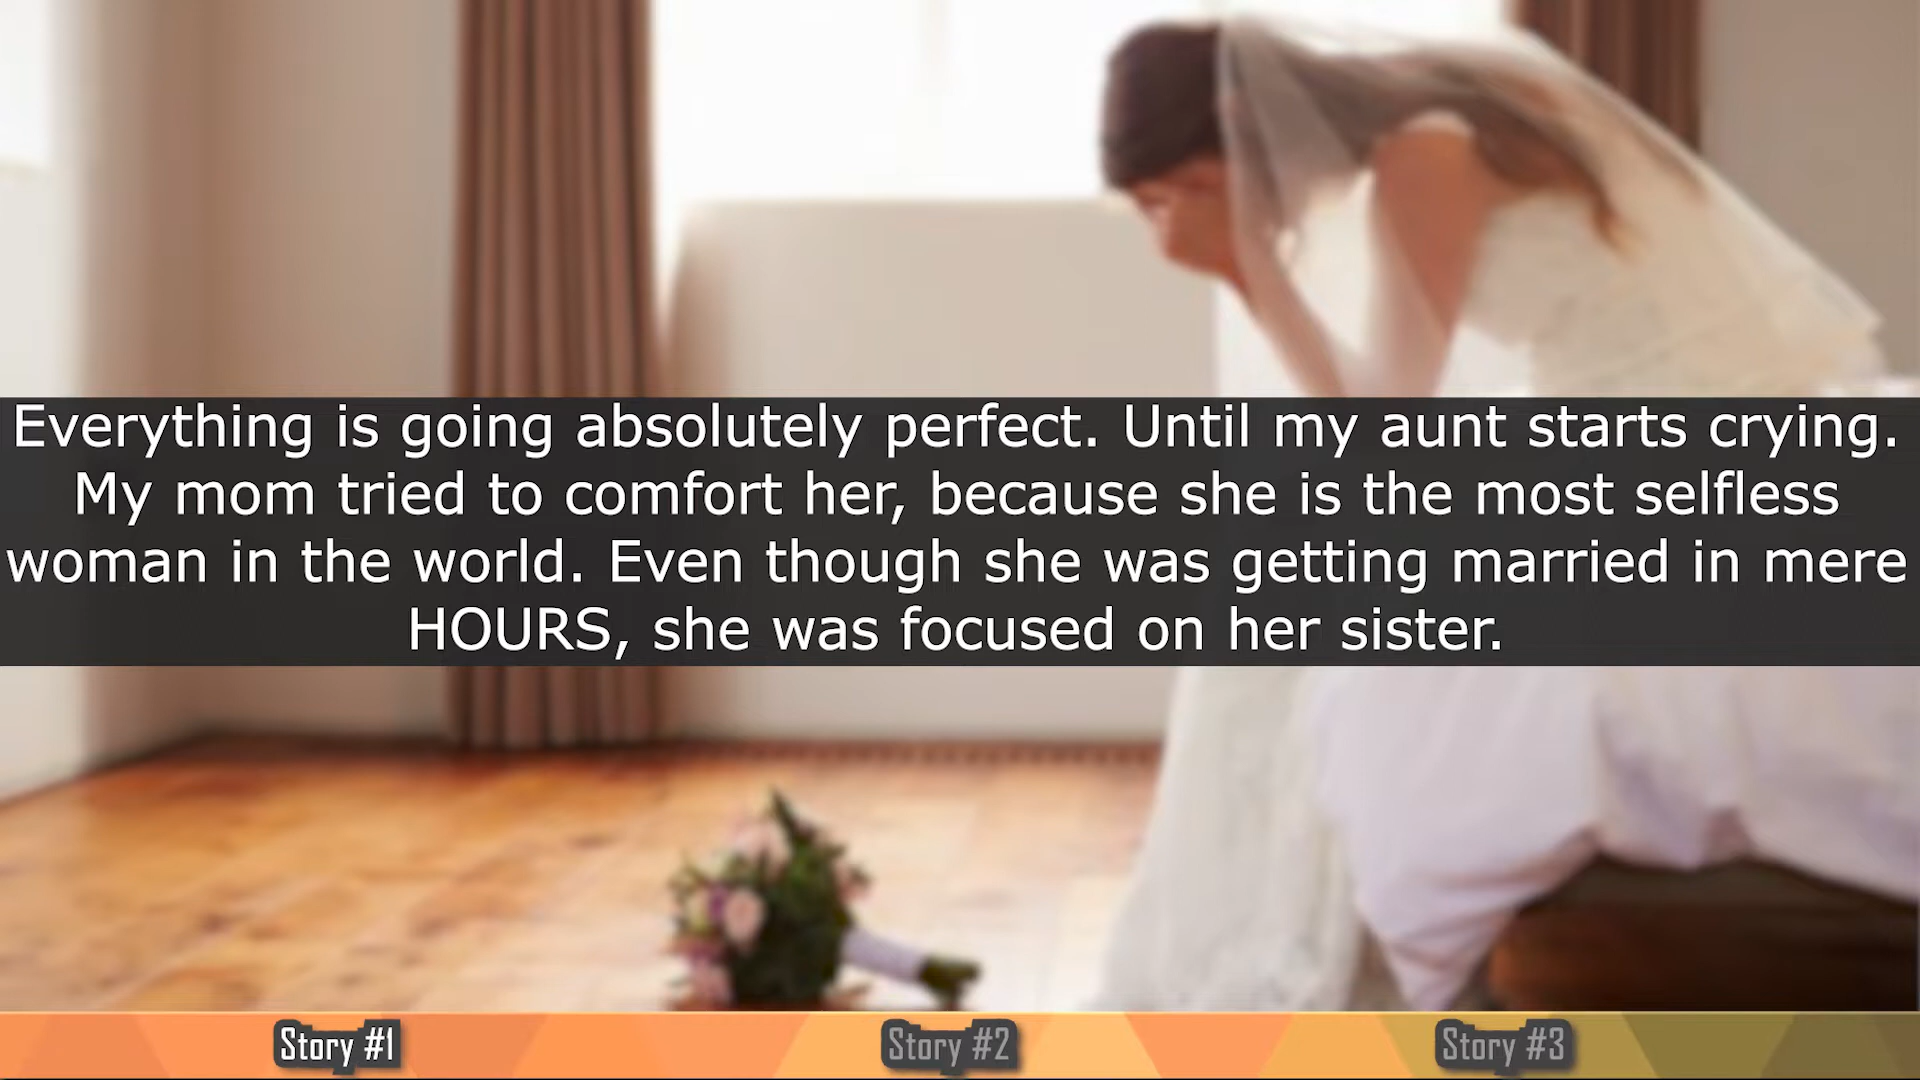 Everything is going absolutely perfect. Until my aunt starts crying.
My mom tried to comfort her, because she is the most selfless
woman in the world. Even though she was getting married in mere
HOURS, she was focused on her sister.
Story #1
Story #2
Story #3